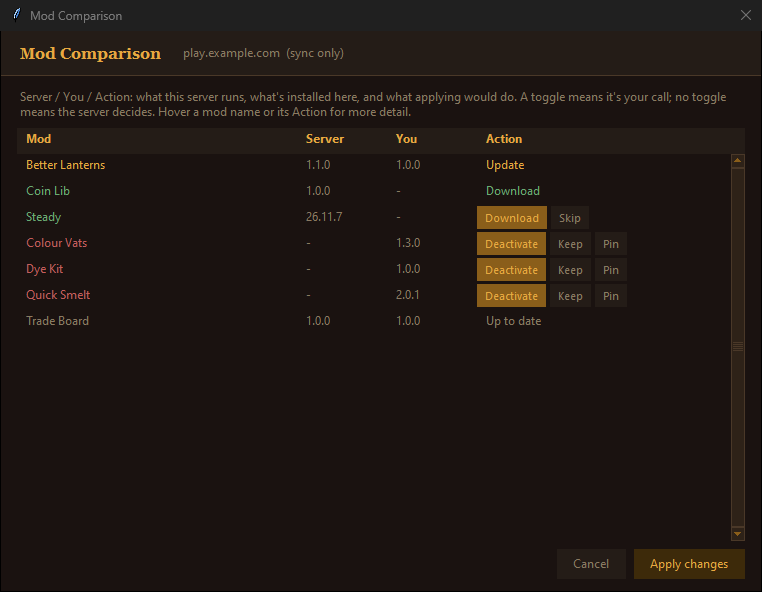 Mod Comparison
Mod Comparison play.example.com (sync only)
Server / You / Action: what this server runs, what's installed here, and what applying would do. A toggle means it's your call; no toggle
means the server decides. Hover a mod name or its Action for more detail.
Mod Server You Action
Better Lanterns 1.1.0 1.0.0 Update
Coin Lib 1.0.0 - Download
Steady 26.11.7 - Download Skip
Colour Vats - 1.3.0 Deactivate Keep Pin
Dye Kit - 1.0.0 Deactivate Keep Pin
Quick Smelt - 2.0.1 Deactivate Keep Pin
Trade Board 1.0.0 1.0.0 Up to date
Cancel Apply changes